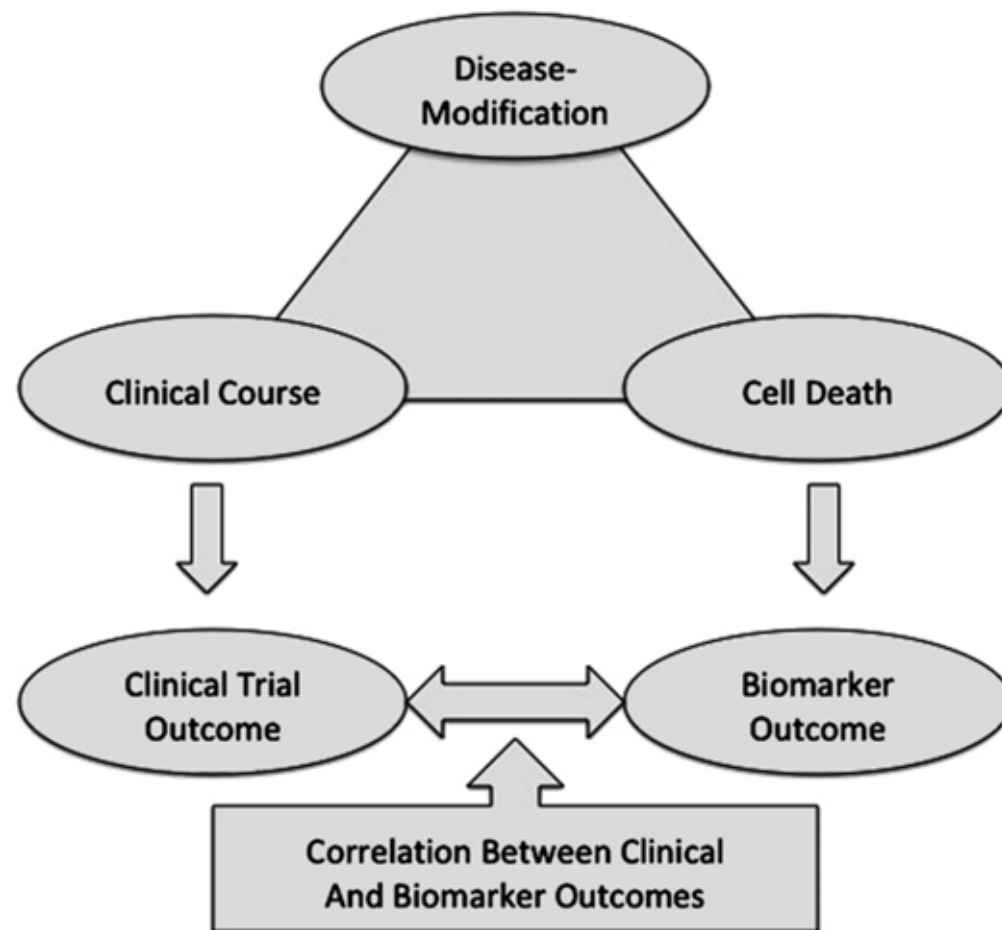 Disease-
Modification
Clinical Course
Cell Death
Clinical Trial
Outcome
Biomarker
Outcome
Correlation Between Clinical
And Biomarker Outcomes